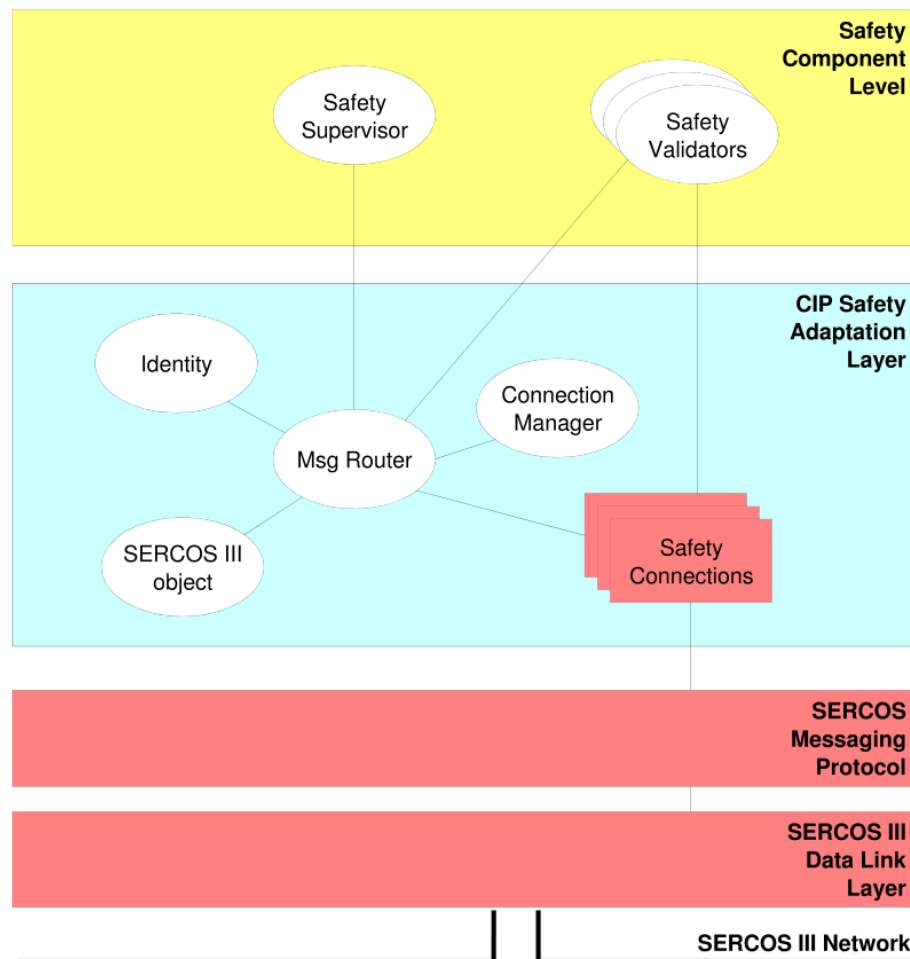 Safety
Component
Level
Safety
Supervisor
Safety
Validators
CIP Safety
Adaptation
Layer
Identity
Connection
Manager
Msg Router
SERCOS III
object
Safety
Connections
SERCOS
Messaging
Protocol
SERCOS III
Data Link
Layer
SERCOS III Network